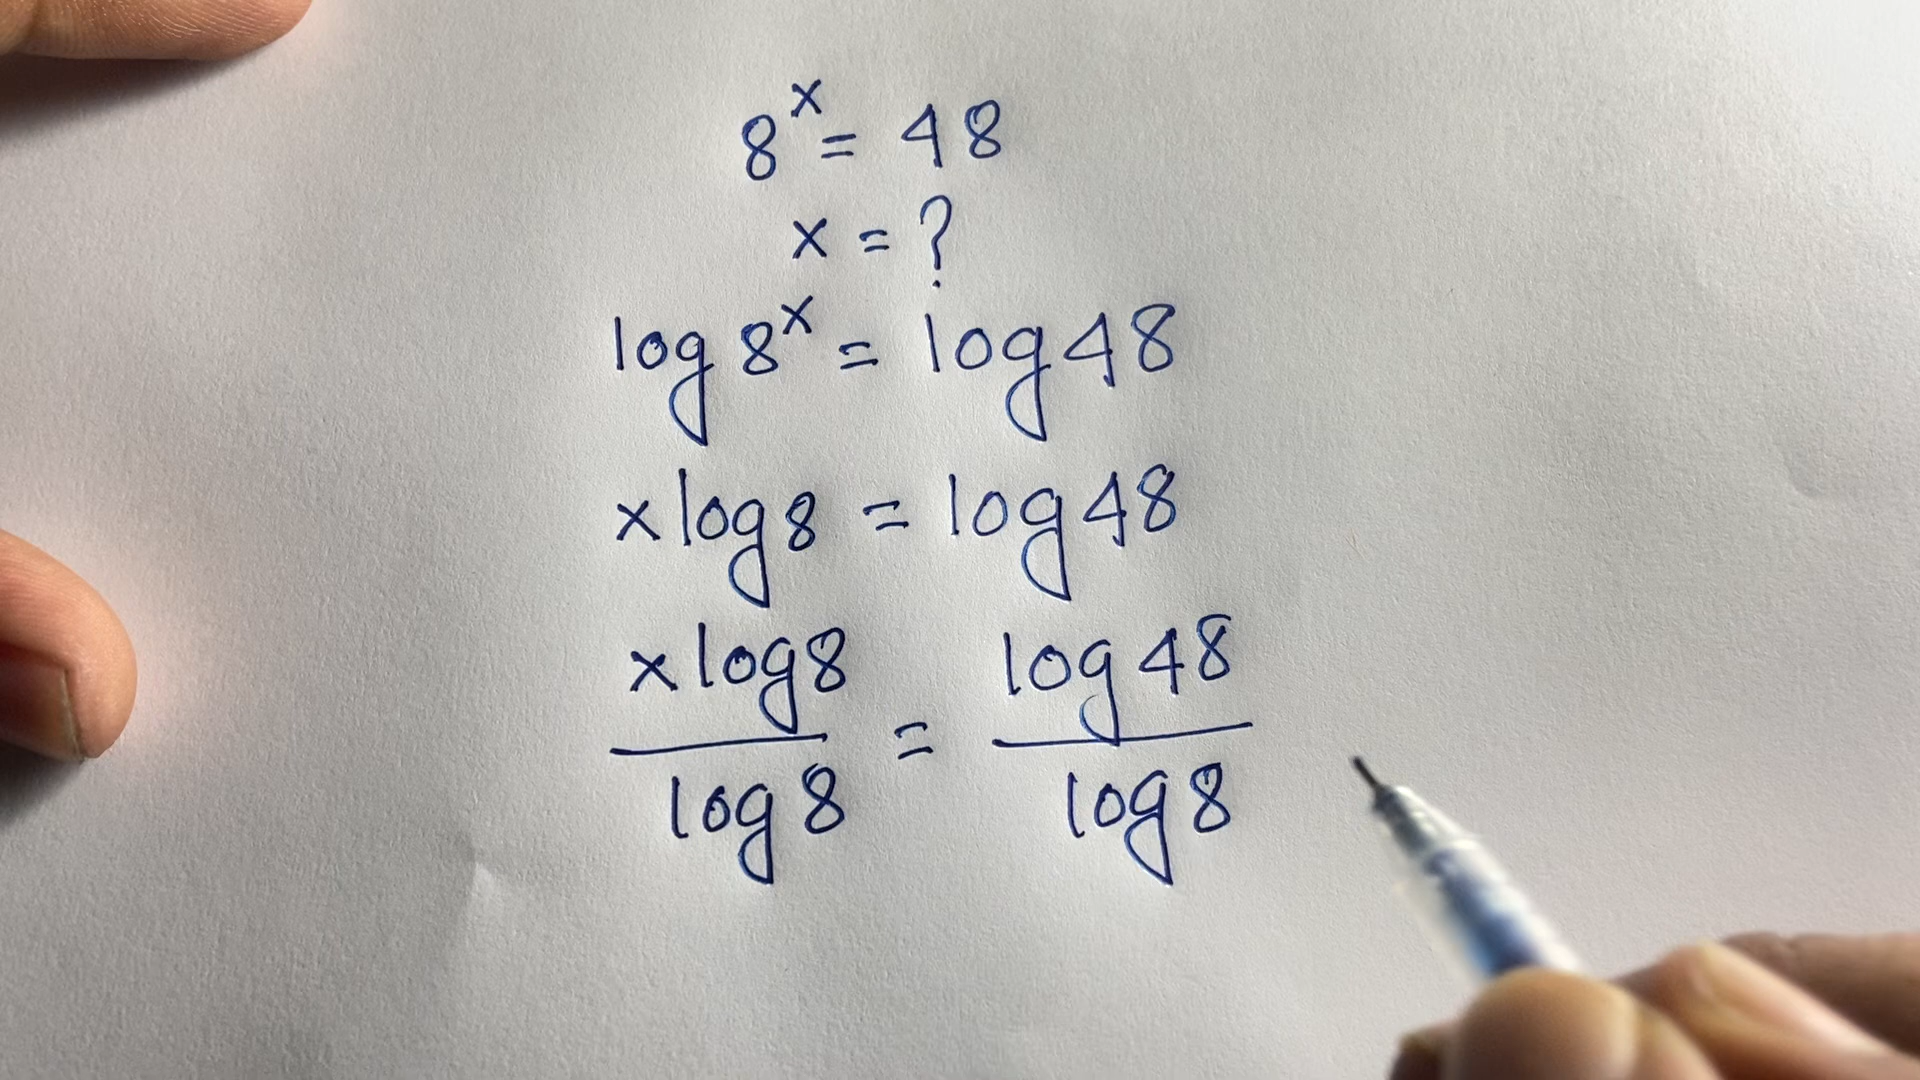 8^x = 48
x = ?
log 8^x = log 48
x log 8 = log 48
x log 8 / log 8 = log 48 / log 8